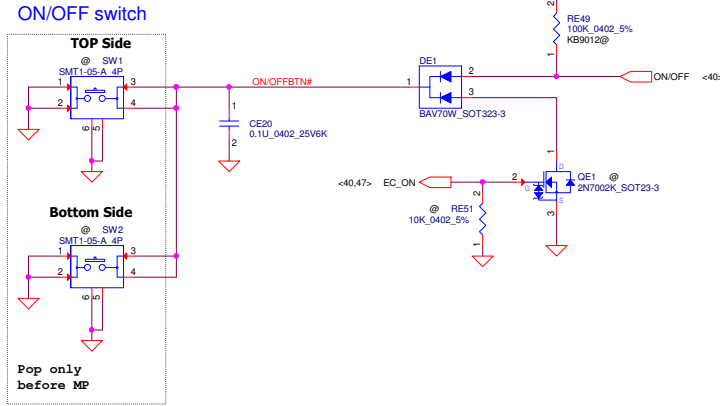 ON/OFF switch
TOP Side
@ SW1
SMT1-05-A_4P
1
3
2
4
6
5
ON/OFFBTN#
1
CE20
0.1U_0402_25V6K
2
DE1
1
2
3
BAV70W_SOT323-3
2
RE49
100K_0402_5%
KB9012@
1
ON/OFF <40>
<40,47> EC_ON
2
1
D
G
S
3
QE1 @
2N7002K_SOT23-3
2
@ RE51
10K_0402_5%
1
Bottom Side
@ SW2
SMT1-05-A_4P
1
3
2
4
6
5
Pop only
before MP